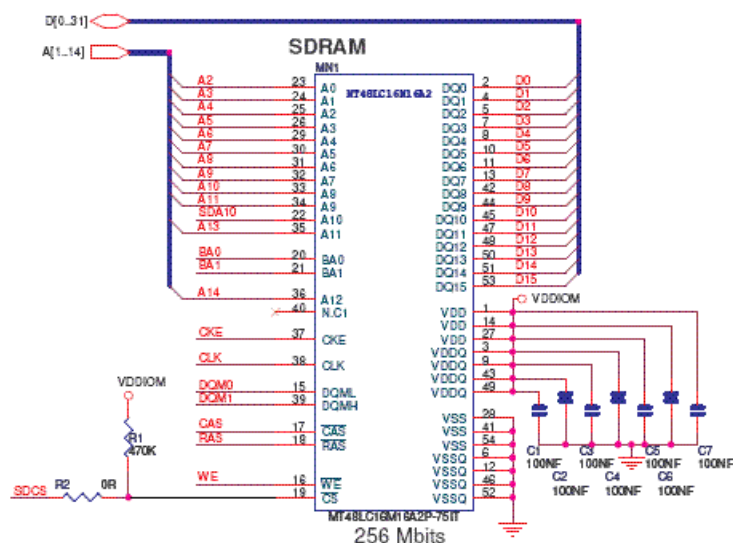 D[0..31]
A[1..14]
SDRAM
MN1
MT48LC16M16A2
A2 23 A0 DQ0 2 D0
A3 24 A1 DQ1 4 D1
A4 25 A2 DQ2 5 D2
A5 26 A3 DQ3 7 D3
A6 29 A4 DQ4 8 D4
A7 30 A5 DQ5 10 D5
A8 31 A6 DQ6 11 D6
A9 32 A7 DQ7 13 D7
A10 33 A8 DQ8 42 D8
A11 34 A9 DQ9 44 D9
SDA10 22 A10 DQ10 45 D10
A13 35 A11 DQ11 47 D11
DQ12 48 D12
BA0 20 BA0 DQ13 50 D13
BA1 21 BA1 DQ14 51 D14
DQ15 53 D15
A14 36 A12
VDDIOM
40 N.C1 VDD 1
VDD 14
CKE 37 CKE VDD 27
VDDQ 3
CLK 38 CLK VDDQ 9
VDDQ 43
DQM0 15 DQML VDDQ 49
DQM1 39 DQMH
VDDIOM
VSS 28
CAS 17 CAS VSS 41
RAS 18 RAS VSS 54
VSSQ 6
VSSQ 12
WE 16 WE VSSQ 46
19 CS VSSQ 52
R1
470K
R2 0R
SDCS
C1 C3 C5 C7
100NF 100NF 100NF 100NF
C2 C4 C6
100NF 100NF 100NF
MT48LC16M16A2P-75IT
256 Mbits